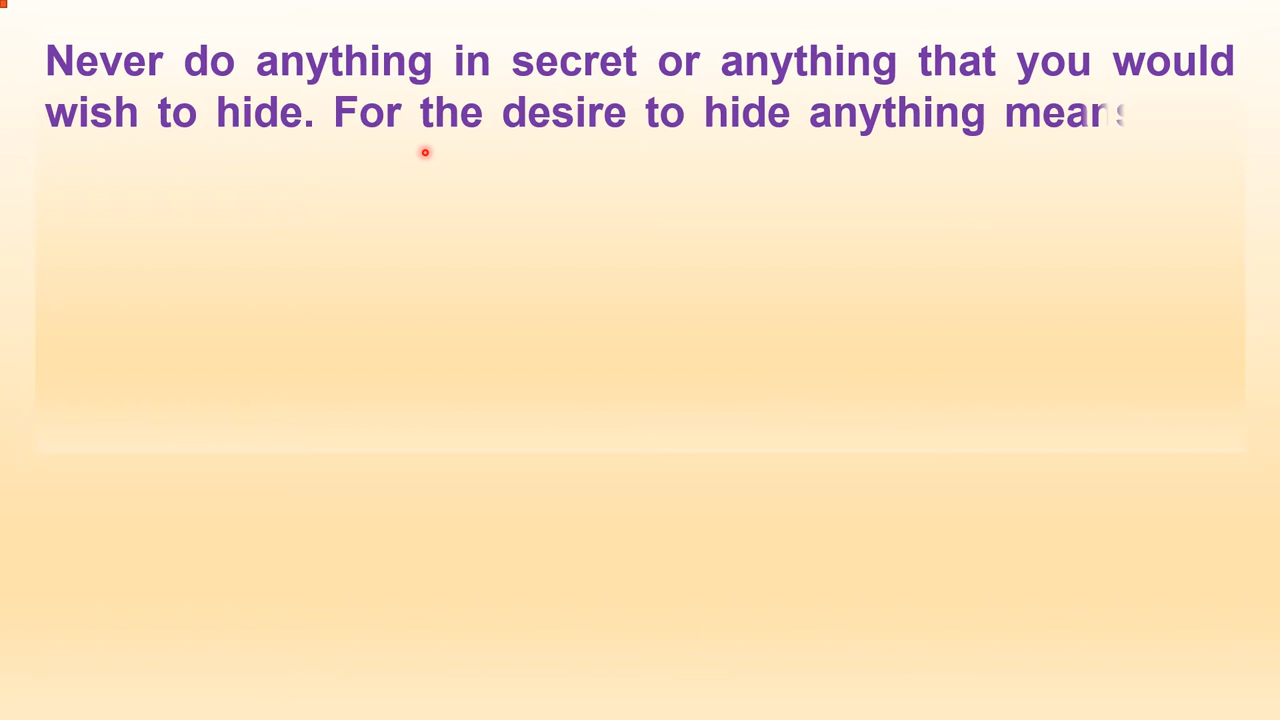 Never do anything in secret or anything that you would
wish to hide. For the desire to hide anything means